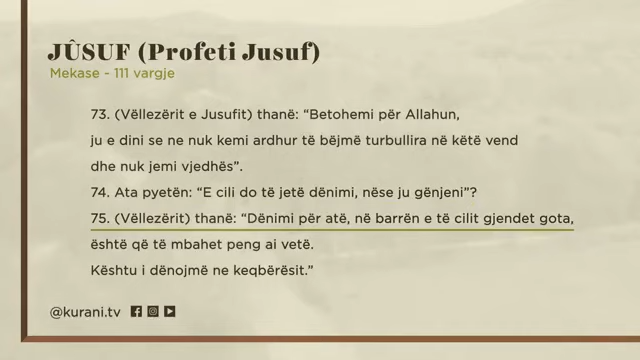 JÛSUF (Profeti Jusuf)
Mekase - 111 vargje
73. (Vëllezërit e Jusufit) thanë: “Betohemi për Allahun,
ju e dini se ne nuk kemi ardhur të bëjmë turbullira në këtë vend
dhe nuk jemi vjedhës”.
74. Ata pyetën: “E cili do të jetë dënimi, nëse ju gënjeni”?
75. (Vëllezërit) thanë: “Dënimi për atë, në barrën e të cilit gjendet gota,
është që të mbahet peng ai vetë.
Kështu i dënojmë ne keqbërësit.”
@kurani.tv